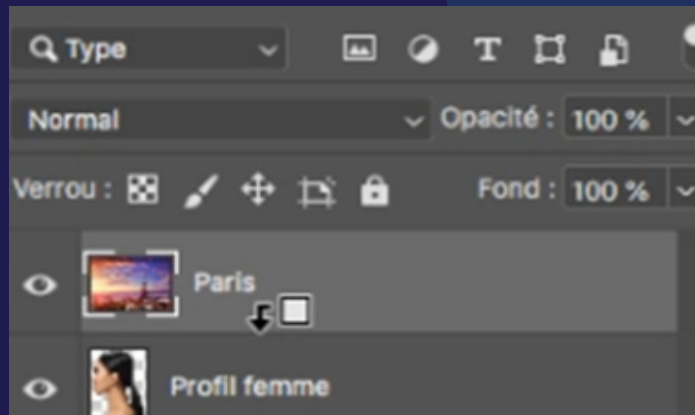 Type T
Normal Opacité : 100 %
Verrou : Fond : 100 %
Paris
Profil femme